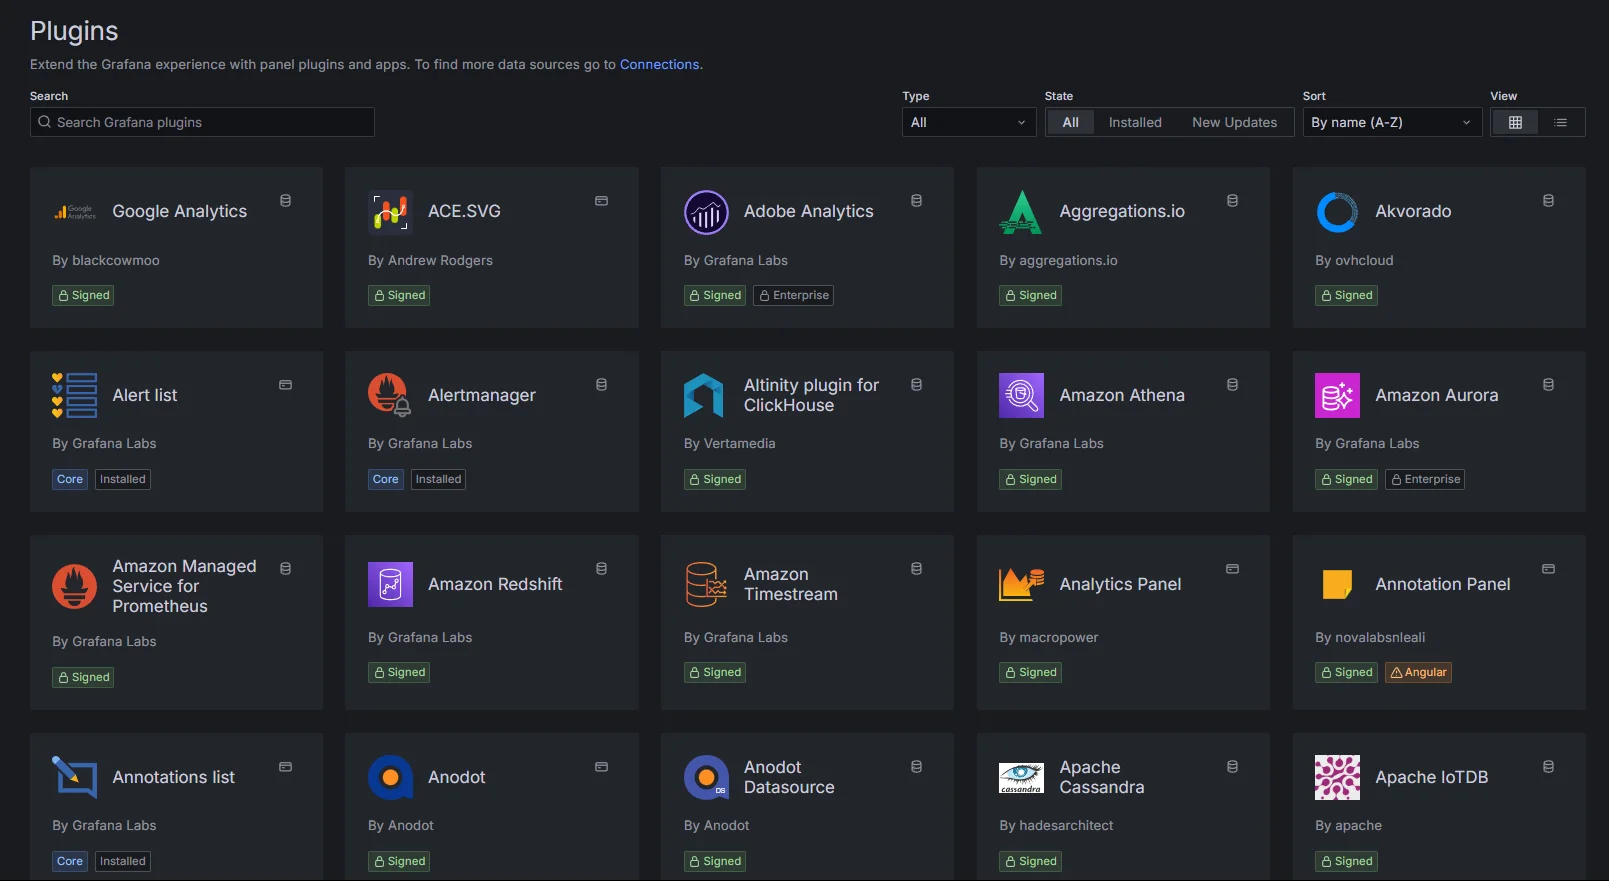 Plugins
Extend the Grafana experience with panel plugins and apps. To find more data sources go to Connections.
Search
Type
State
Sort
View
Search Grafana plugins
All
All
Installed
New Updates
By name (A-Z)
Google Analytics
Google Analytics
By blackcowmoo
Signed
ACE.SVG
By Andrew Rodgers
Signed
Adobe Analytics
By Grafana Labs
Signed
Enterprise
Aggregations.io
By aggregations.io
Signed
Akvorado
By ovhcloud
Signed
Alert list
By Grafana Labs
Core
Installed
Alertmanager
By Grafana Labs
Core
Installed
Altinity plugin for
ClickHouse
By Vertamedia
Signed
Amazon Athena
By Grafana Labs
Signed
Amazon Aurora
By Grafana Labs
Signed
Enterprise
Amazon Managed
Service for
Prometheus
By Grafana Labs
Signed
Amazon Redshift
By Grafana Labs
Signed
Amazon
Timestream
By Grafana Labs
Signed
Analytics Panel
By macropower
Signed
Annotation Panel
By novalabsnleali
Signed
Angular
Annotations list
By Grafana Labs
Core
Installed
Anodot
By Anodot
Signed
DS
Anodot
Datasource
By Anodot
Signed
cassandra
Apache
Cassandra
By hadesarchitect
Signed
Apache IoTDB
By apache
Signed